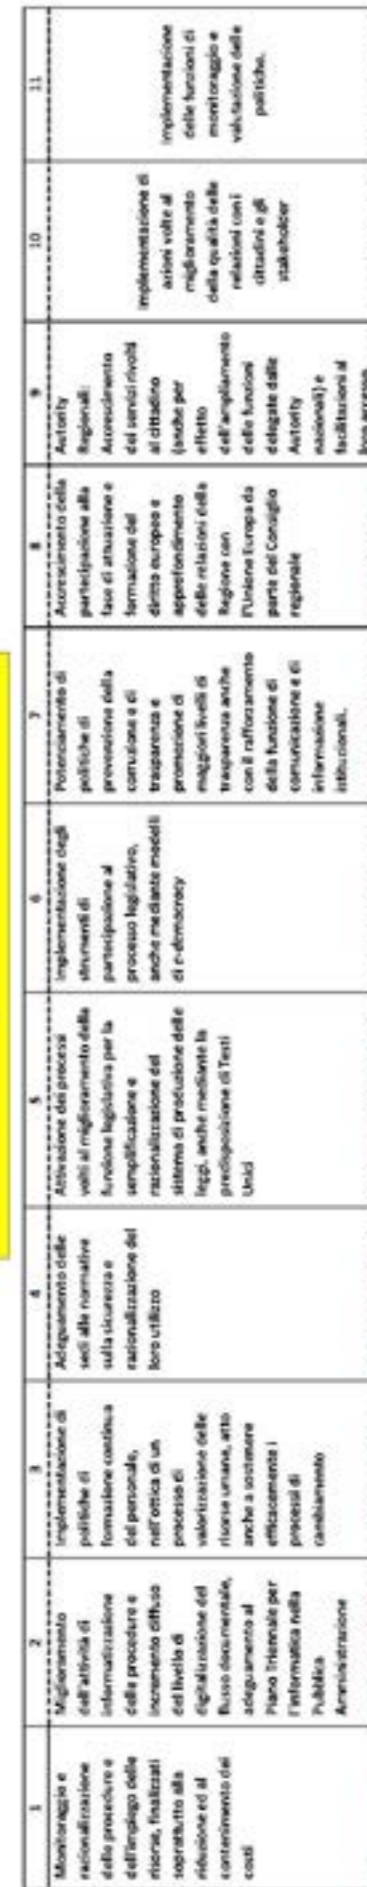 1
Monitoraggio e
razionalizzazione
delle procedure e
dell'impiego delle
risorse, finalizzati
soprattutto alla
riduzione ed al
contenimento dei
costi
2
Miglioramento
dell'attività di
informatizzazione
delle procedure e
incremento diffuso
del livello di
digitalizzazione del
flusso documentale,
adeguamento al
Piano Triennale per
l'informatica nella
Pubblica
Amministrazione
3
Implementazione di
politiche di
formazione continua
del personale,
nell'ottica di un
processo di
valorizzazione delle
risorse umane, atto
anche a sostenere
efficacemente i
processi di
cambiamento
4
Adeguamento delle
sedi alle normative
sulla sicurezza e
razionalizzazione del
loro utilizzo
5
Attivazione dei processi
volti al miglioramento della
funzione legislativa per la
semplificazione e
razionalizzazione del
sistema di produzione delle
leggi, anche mediante la
predisposizione di Testi
Unici
6
Implementazione degli
strumenti di
partecipazione al
processo legislativo,
anche mediante modelli
di e-democracy
7
Potenziamento di
politiche di
prevenzione della
corruzione e di
trasparenza e
promozione di
maggiori livelli di
trasparenza anche
con il rafforzamento
della funzione di
comunicazione e di
informazione
istituzionali.
8
Accrescimento della
partecipazione alla
fase di attuazione e
formazione del
diritto europeo e
approfondimento
delle relazioni della
Regione con
l'Unione Europa da
parte del Consiglio
regionale
9
Autority
Regionali:
Accrescimento
dei servizi rivolti
al cittadino
(anche per
effetto
dell'ampliamento
delle funzioni
delegate dalle
Autority
nazionali) e
facilitazioni al
loro accesso
10
Implementazione di
azioni volte al
miglioramento
della qualità delle
relazioni con i
cittadini e gli
stakeholder
11
Implementazione
delle funzioni di
monitoraggio e
valutazione delle
politiche.